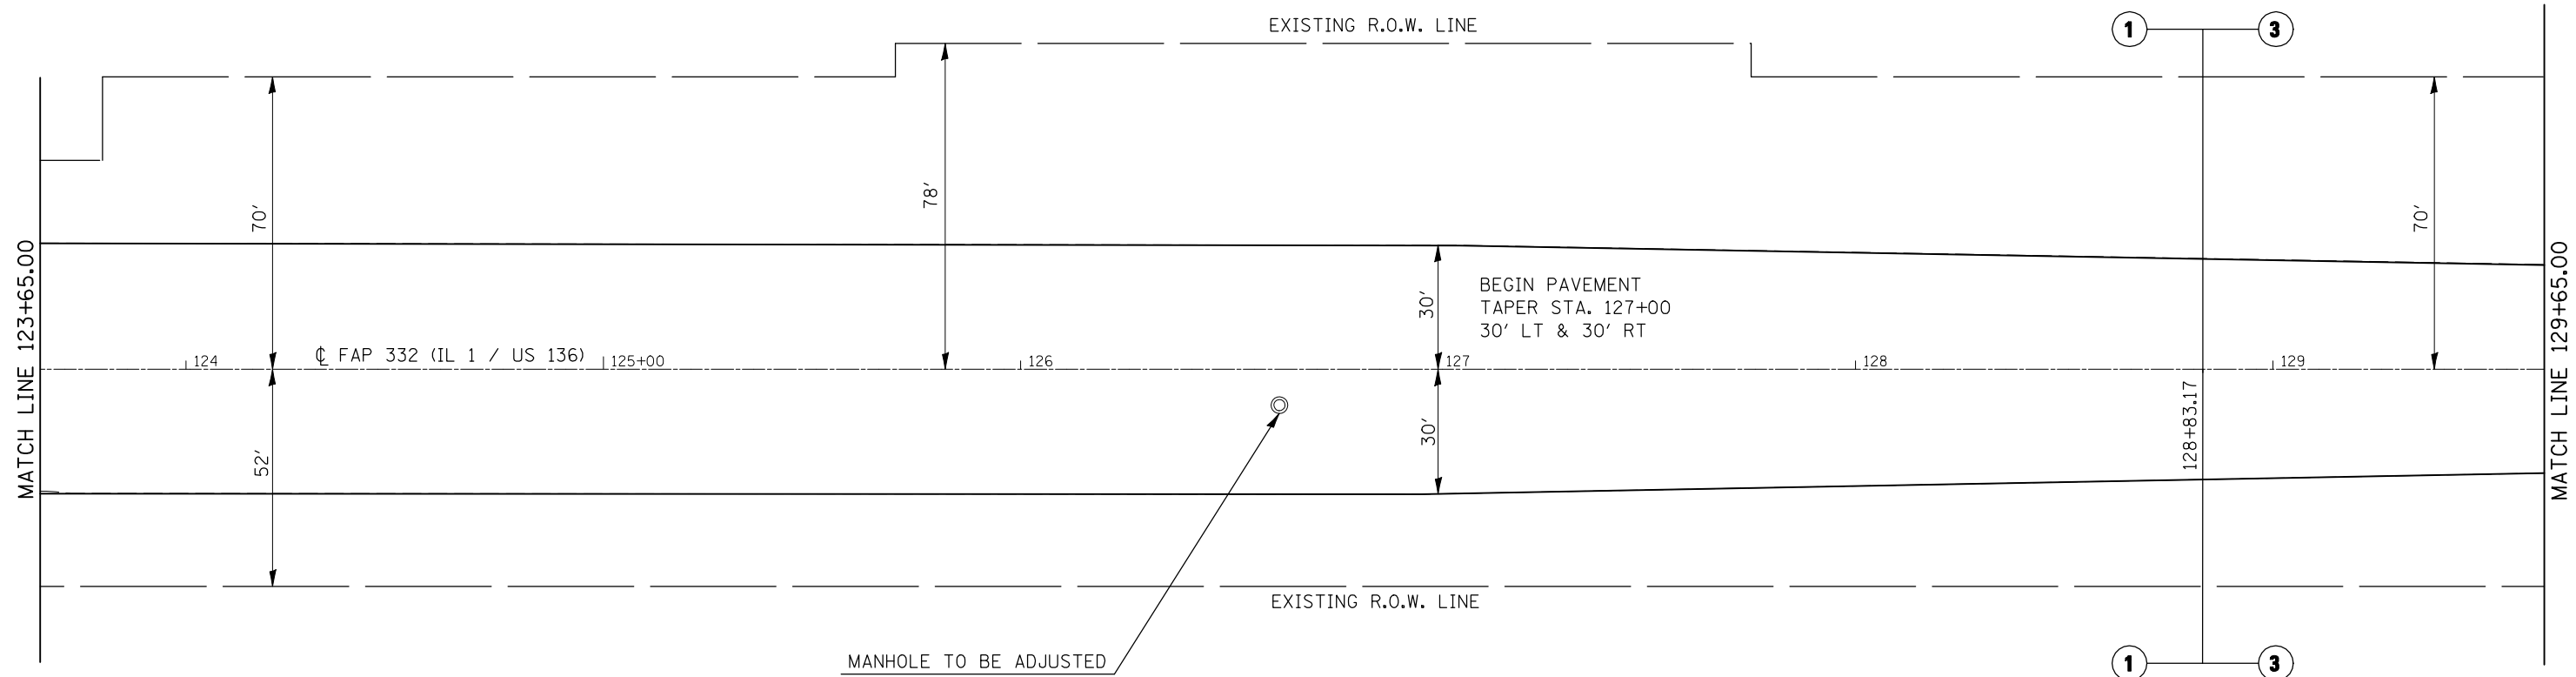 EXISTING R.O.W. LINE
1 3
78'
70'
70'
MATCH LINE 123+65.00
MATCH LINE 129+65.00
30'
BEGIN PAVEMENT
TAPER STA. 127+00
30' LT & 30' RT
℄ FAP 332 (IL 1 / US 136)
124
125+00
126
127
128
129
128+83.17
30'
52'
EXISTING R.O.W. LINE
MANHOLE TO BE ADJUSTED
1 3